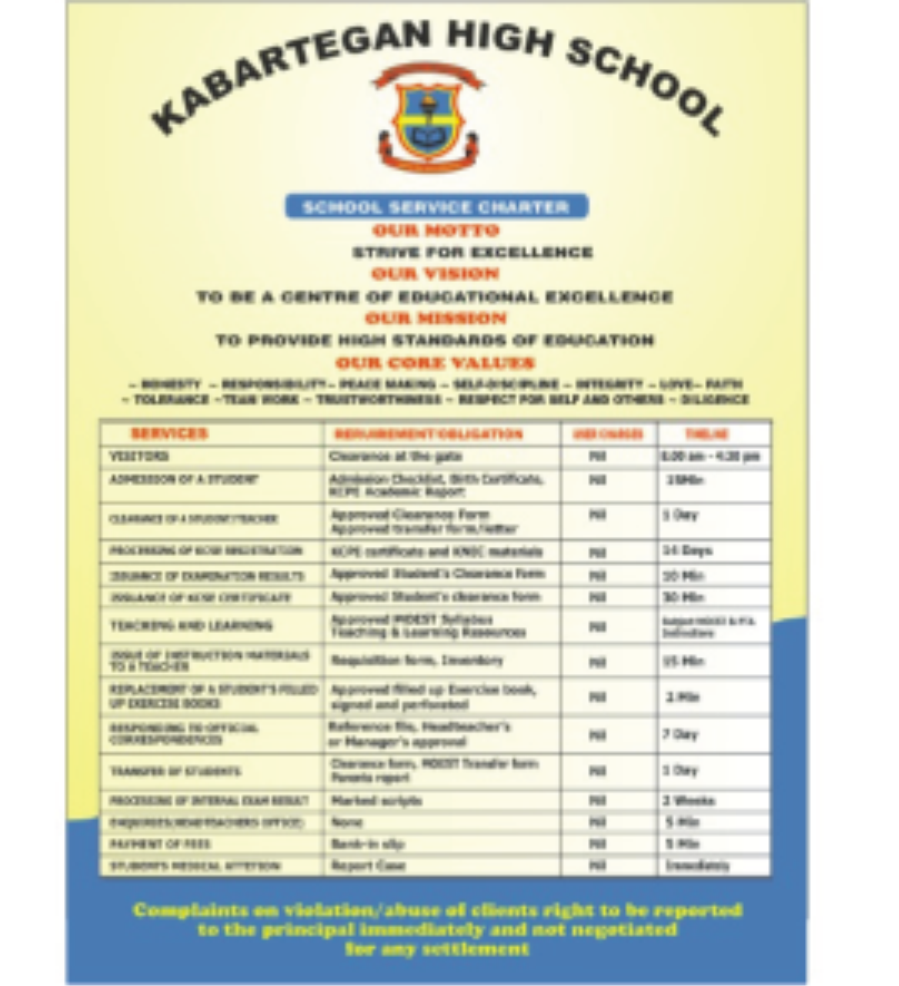 KABARTEGAN HIGH SCHOOL
SCHOOL SERVICE CHARTER
OUR MOTTO
STRIVE FOR EXCELLENCE
OUR VISION
TO BE A CENTRE OF EDUCATIONAL EXCELLENCE
OUR MISSION
TO PROVIDE HIGH STANDARDS OF EDUCATION
OUR CORE VALUES
~ HONESTY ~ RESPONSIBILITY ~ PEACE MAKING ~ SELF-DISCIPLINE ~ INTEGRITY ~ LOVE ~ FAITH
~ TOLERANCE ~ TEAM WORK ~ TRUSTWORTHINESS ~ RESPECT FOR SELF AND OTHERS ~ DILIGENCE
SERVICES REQUIREMENT/OBLIGATION USER CHARGES TIMELINE
VISITORS Clearance at the gate Nil 8.00 am - 4.30 pm
ADMISSION OF A STUDENT Admission Checklist, Birth Certificate, Nil 15Min
KCPE Academic Report
CLEARANCE OF A STUDENT/TEACHER Approved Clearance Form Nil 1 Day
Approved transfer form/letter
PROCESSING OF KCSE REGISTRATION KCPE certificate and KNEC materials Nil 14 Days
ISSUANCE OF EXAMINATION RESULTS Approved Student's Clearance Form Nil 10 Min
ISSUANCE OF KCSE CERTIFICATE Approved Student's clearance form Nil 30 Min
TEACHING AND LEARNING Approved MOEST Syllabus Nil
Teaching & Learning Resources
ISSUE OF INSTRUCTION MATERIALS Requisition form, Inventory Nil 15 Min
TO A TEACHER
REPLACEMENT OF A STUDENT'S FILLED Approved filled up Exercise book, Nil 2 Min
UP EXERCISE BOOKS signed and perforated
RESPONDING TO OFFICIAL Reference file, Headteacher's Nil 7 Day
CORRESPONDENCES or Manager's approval
TRANSFER OF STUDENTS Clearance form, MOEST Transfer form Nil 1 Day
Parents report
PROCESSING OF INTERNAL EXAM RESULT Marked scripts Nil 2 Weeks
ENQUIRIES(HEADTEACHERS OFFICE) None Nil 5 Min
PAYMENT OF FEES Bank-in slip Nil 5 Min
STUDENTS MEDICAL ATTETION Report Case Nil Immediately
Complaints on violation/abuse of clients right to be reported
to the principal immediately and not negotiated
for any settlement